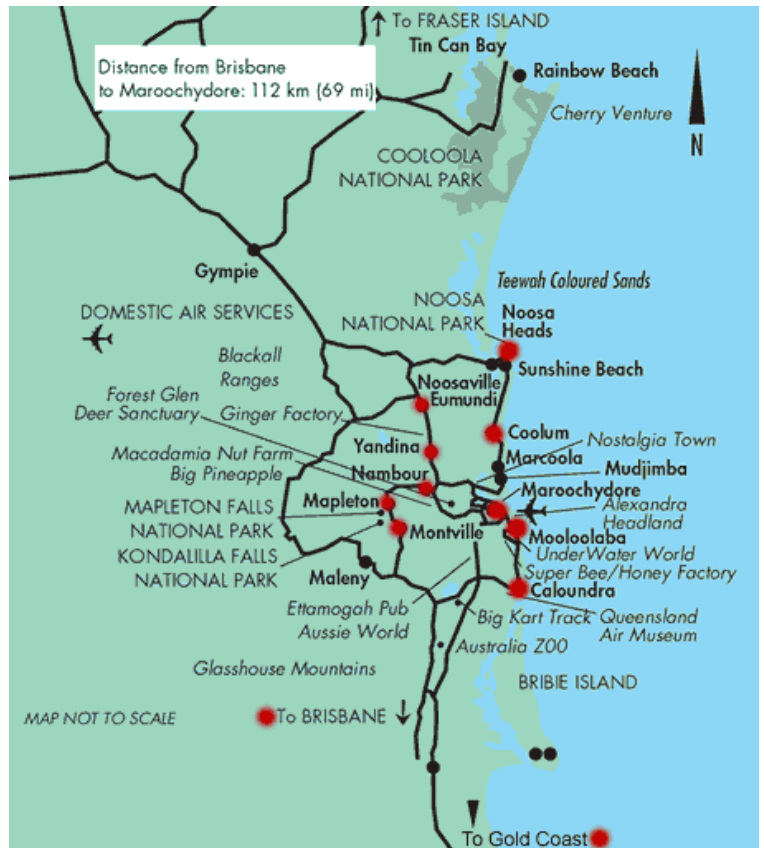 To FRASER ISLAND
Tin Can Bay
Distance from Brisbane
to Maroochydore: 112 km (69 mi)
Rainbow Beach
Cherry Venture
N
COOLOOLA
NATIONAL PARK
Gympie
Teewah Coloured Sands
DOMESTIC AIR SERVICES
NOOSA
NATIONAL PARK
Noosa
Heads
Blackall
Ranges
Sunshine Beach
Noosaville
Eumundi
Forest Glen
Deer Sanctuary
Ginger Factory
Coolum
Nostalgia Town
Yandina
Marcoola
Macadamia Nut Farm
Big Pineapple
Nambour
Mudjimba
Maroochydore
Mapleton
MAPLETON FALLS
NATIONAL PARK
Alexandra
Headland
Montville
Mooloolaba
KONDALILLA FALLS
NATIONAL PARK
UnderWater World
Super Bee/Honey Factory
Maleny
Caloundra
Ettamogah Pub
Aussie World
Big Kart Track
Queensland
Air Museum
Australia ZOO
Glasshouse Mountains
BRIBIE ISLAND
MAP NOT TO SCALE
To BRISBANE
To Gold Coast